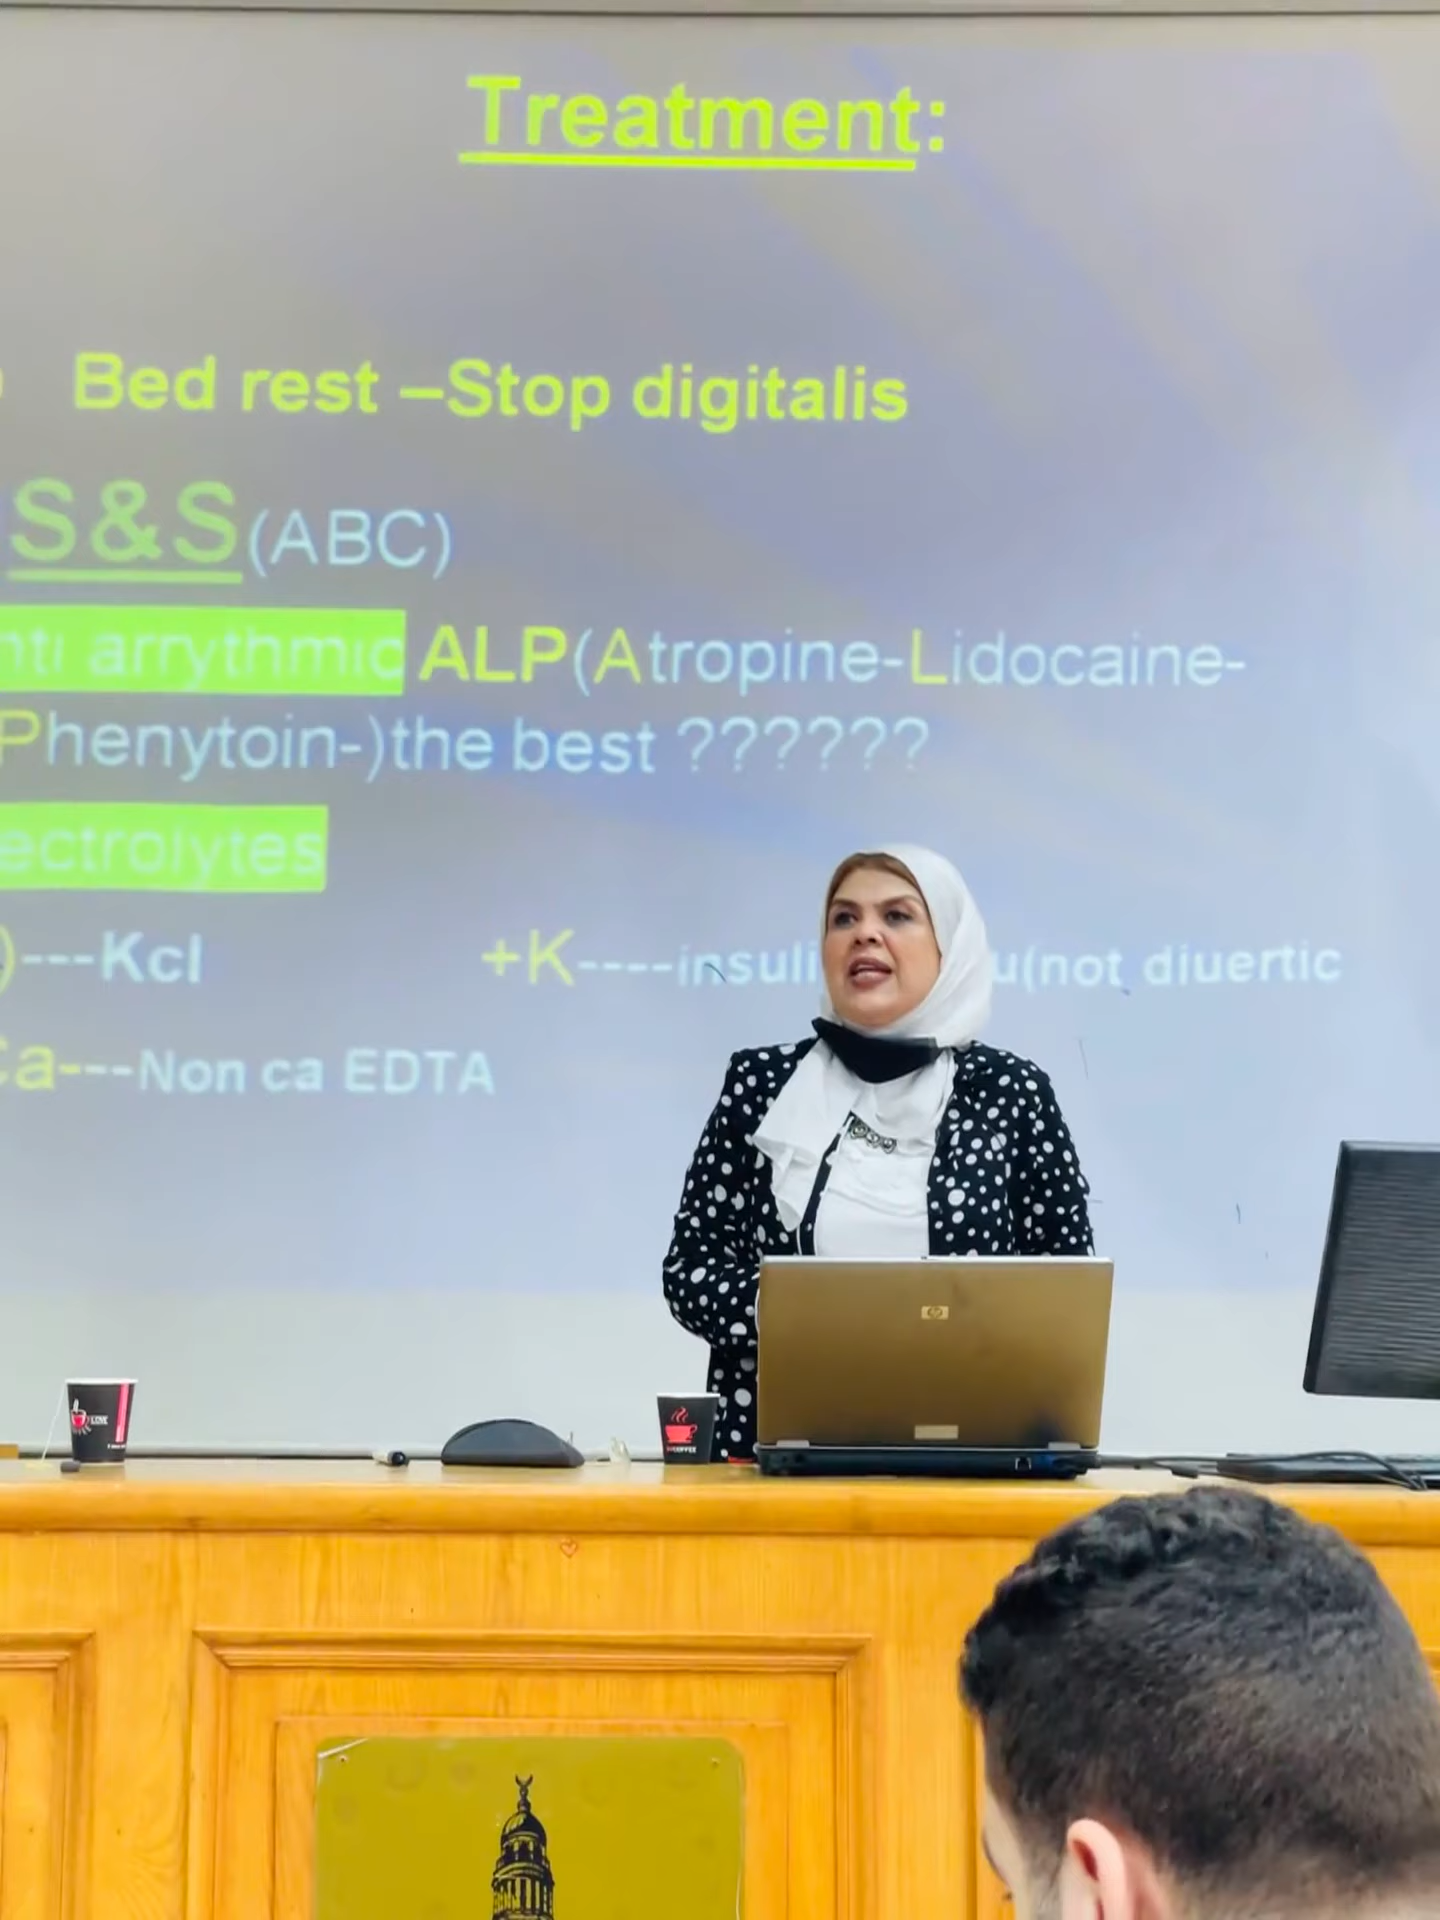 Treatment:
Bed rest –Stop digitalis
S&S(ABC)
nti arrythmic ALP(Atropine-Lidocaine-
Phenytoin-)the best ??????
ectrolytes
)---Kcl +K----insuli u(not diuertic
Ca---Non ca EDTA
hp